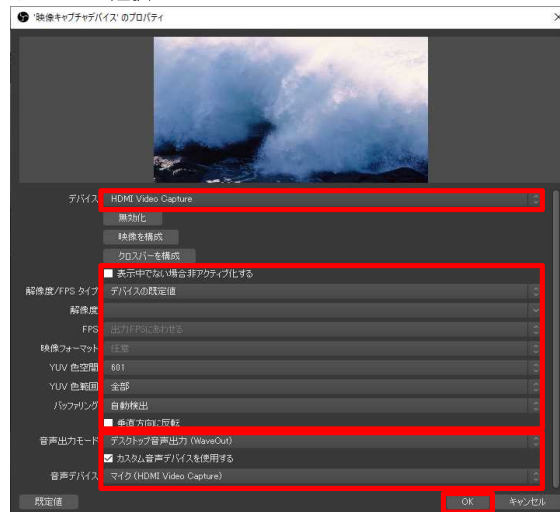 '映像キャプチャデバイス' のプロパティ
デバイス HDMI Video Capture
無効化
映像を構成
クロスバーを構成
表示中でない場合非アクティブ化する
解像度/FPS タイプ デバイスの既定値
解像度
FPS 出力FPSにあわせる
映像フォーマット 任意
YUV 色空間 601
YUV 色範囲 全部
バッファリング 自動検出
垂直方向に反転
音声出力モード デスクトップ音声出力 (WaveOut)
カスタム音声デバイスを使用する
音声デバイス マイク (HDMI Video Capture)
既定値 OK キャンセル